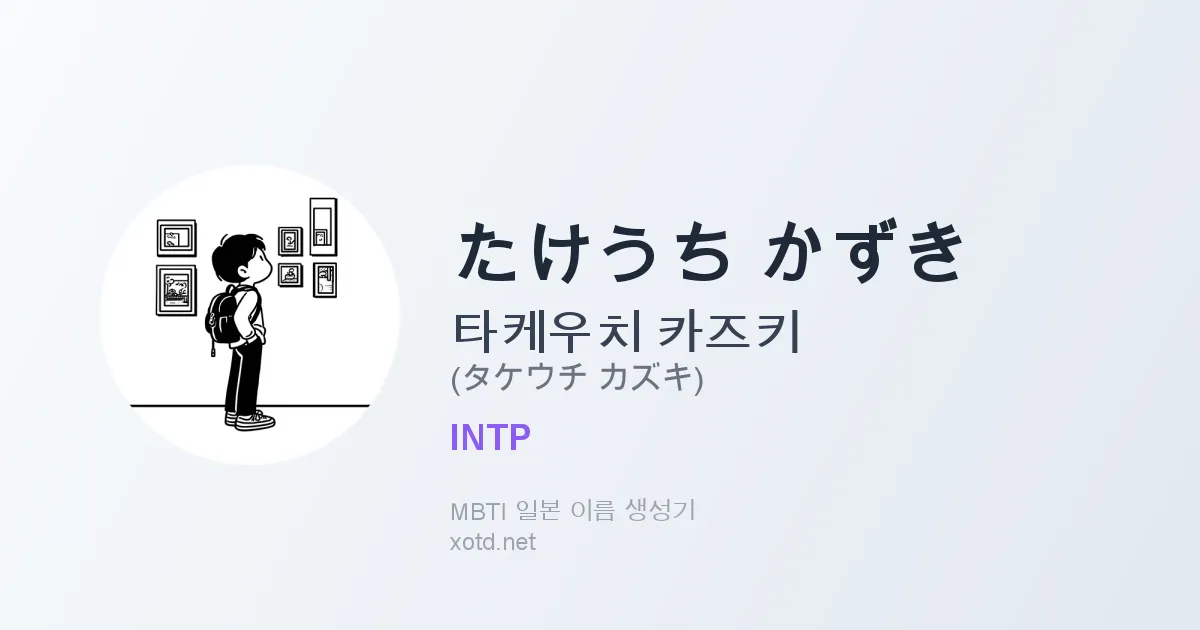 たけうち かずき
타케우치 카즈키
(タケウチ カズキ)
INTP
MBTI 일본 이름 생성기
xotd.net